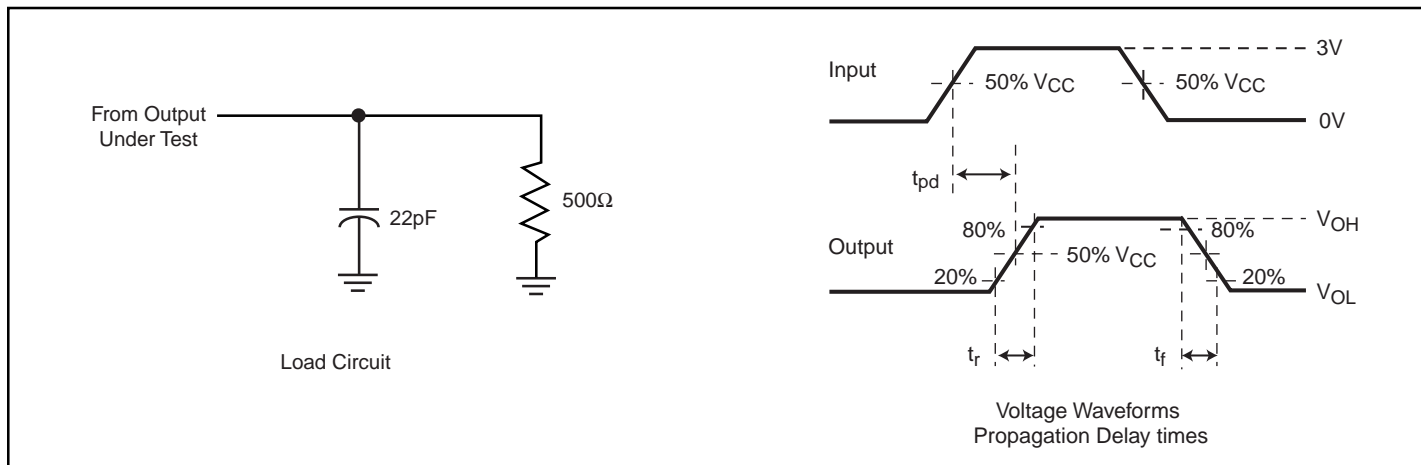 From Output
Under Test
22pF
500Ω
Load Circuit
Input
3V
50% VCC
50% VCC
0V
tpd
Output
80%
50% VCC
20%
80%
20%
VOH
VOL
tr
tf
Voltage Waveforms
Propagation Delay times